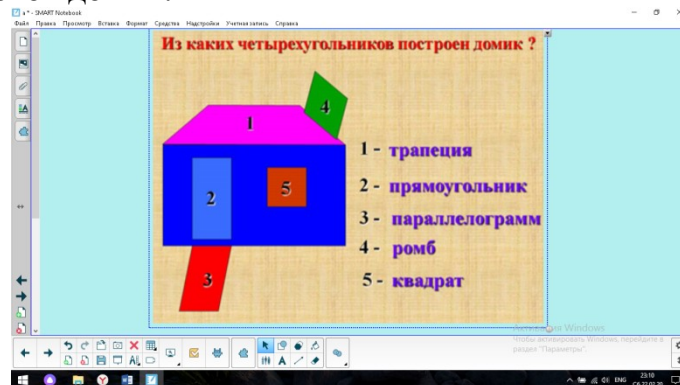 * - SMART Notebook
Файл Правка Просмотр Вставка Формат Средства Надстройки Учетная запись Справка
Из каких четырехугольников построен домик ?
4
1
1 - трапеция
2
5
2 - прямоугольник
3 - параллелограмм
4 - ромб
3
5 - квадрат
Активация Windows
Чтобы активировать Windows, перейдите в
раздел "Параметры".
ENG
23:10